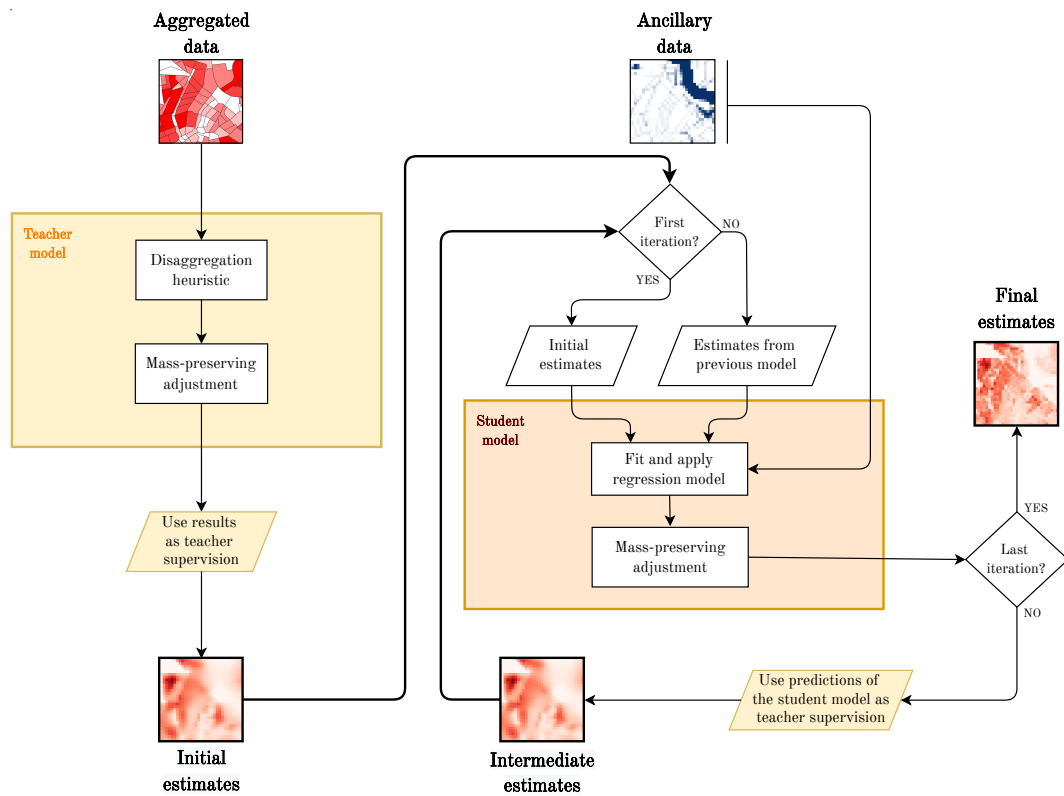 Aggregated
data
Ancillary
data
Teacher
model
Disaggregation
heuristic
Mass-preserving
adjustment
Use results
as teacher
supervision
Initial
estimates
First
iteration?
NO
YES
Initial
estimates
Estimates from
previous model
Student
model
Fit and apply
regression model
Mass-preserving
adjustment
Final
estimates
YES
Last
iteration?
NO
Use predictions of
the student model as
teacher supervision
Intermediate
estimates